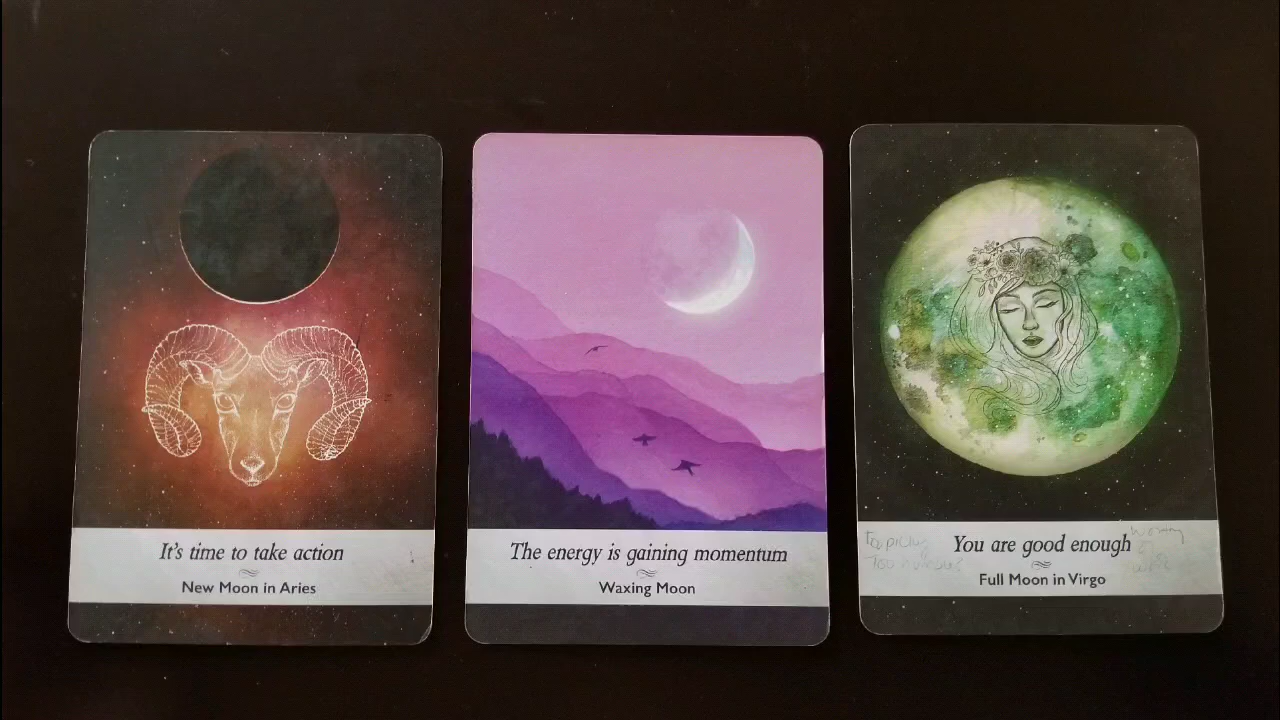 It's time to take action
New Moon in Aries
The energy is gaining momentum
Waxing Moon
You are good enough
Full Moon in Virgo